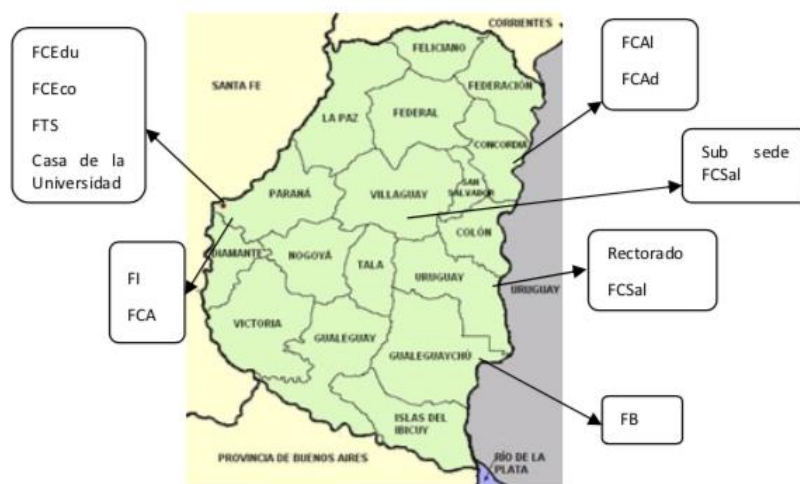 FCEdu
FCEco
FTS
Casa de la
Universidad
CORRIENTES
FELICIANO
FCAl
FCAd
SANTA FE
FEDERACIÓN
LA PAZ
FEDERAL
CONCORDIA
Sub sede
FCSal
PARANÁ
VILLAGUAY
SAN
SALVADOR
COLÓN
DIAMANTE
NOGOYÁ
TALA
URUGUAY
Rectorado
FCSal
URUGUAY
FI
FCA
VICTORIA
GUALEGUAY
GUALEGUAYCHÚ
FB
ISLAS DEL
IBICUY
PROVINCIA DE BUENOS AIRES
RÍO DE LA
PLATA